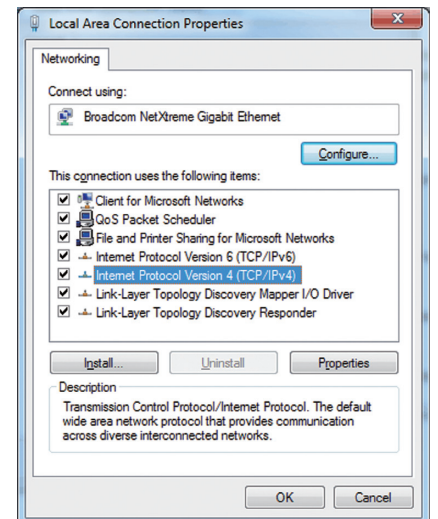 Local Area Connection Properties
Networking
Connect using:
Broadcom NetXtreme Gigabit Ethernet
Configure...
This connection uses the following items:
Client for Microsoft Networks
QoS Packet Scheduler
File and Printer Sharing for Microsoft Networks
Internet Protocol Version 6 (TCP/IPv6)
Internet Protocol Version 4 (TCP/IPv4)
Link-Layer Topology Discovery Mapper I/O Driver
Link-Layer Topology Discovery Responder
Install...
Uninstall
Properties
Description
Transmission Control Protocol/Internet Protocol. The default
wide area network protocol that provides communication
across diverse interconnected networks.
OK
Cancel